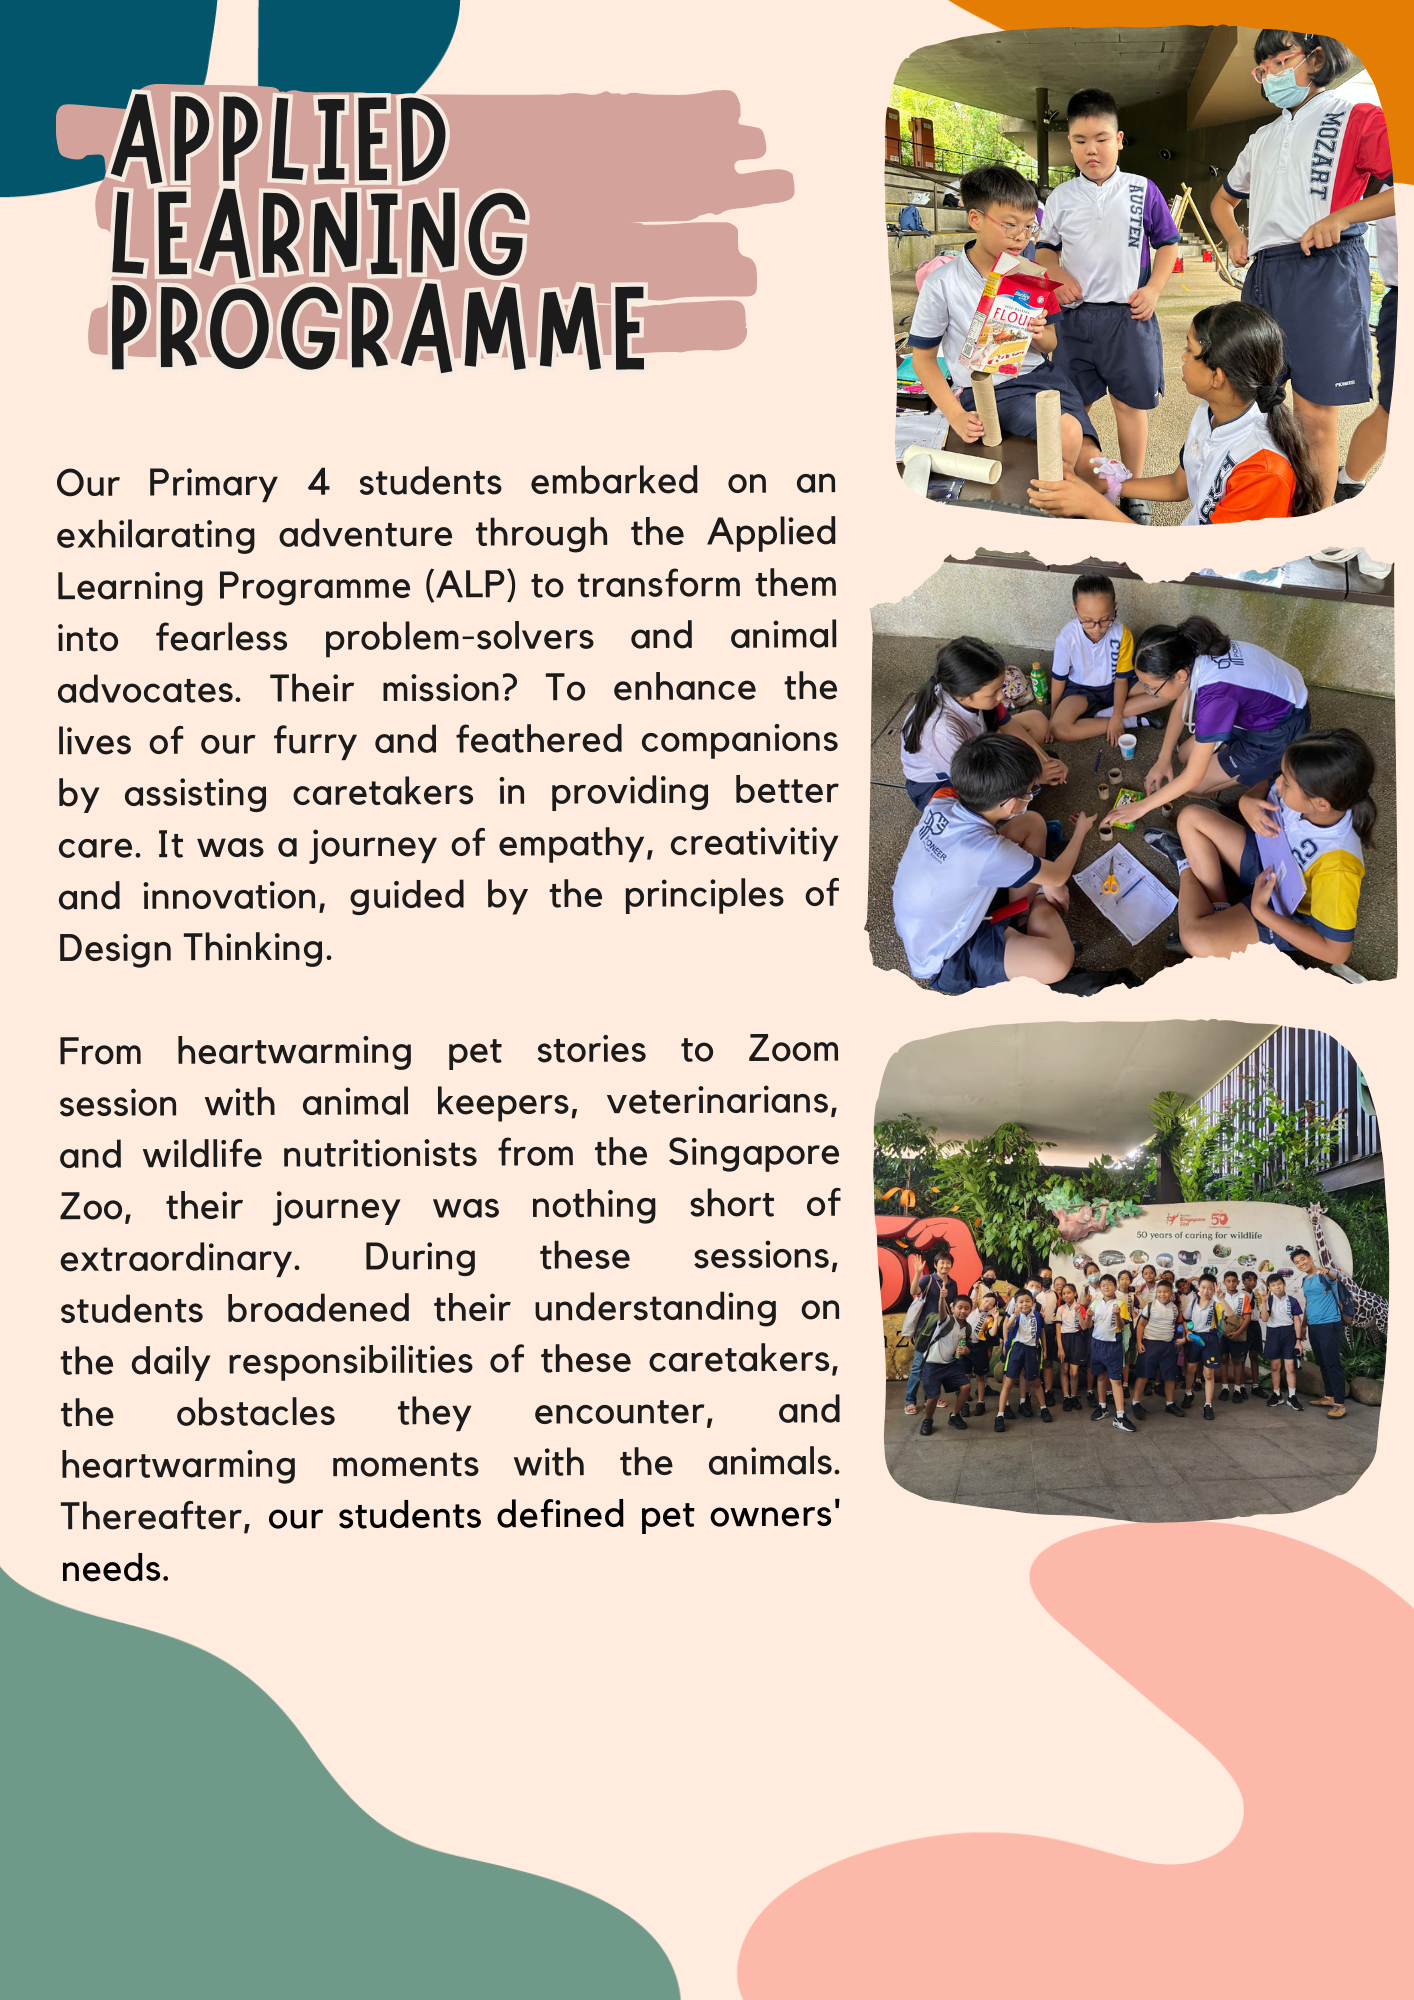 APPLIED
LEARNING
PROGRAMME
Our Primary 4 students embarked on an
exhilarating adventure through the Applied
Learning Programme (ALP) to transform them
into fearless problem-solvers and animal
advocates. Their mission? To enhance the
lives of our furry and feathered companions
by assisting caretakers in providing better
care. It was a journey of empathy, creativitiy
and innovation, guided by the principles of
Design Thinking.
From heartwarming pet stories to Zoom
session with animal keepers, veterinarians,
and wildlife nutritionists from the Singapore
Zoo, their journey was nothing short of
extraordinary. During these sessions,
students broadened their understanding on
the daily responsibilities of these caretakers,
the obstacles they encounter, and
heartwarming moments with the animals.
Thereafter, our students defined pet owners'
needs.
MOZART
AUSTEN
FLOU
PIONEER
Singapore
Zoo
50
50 years of caring for wildlife